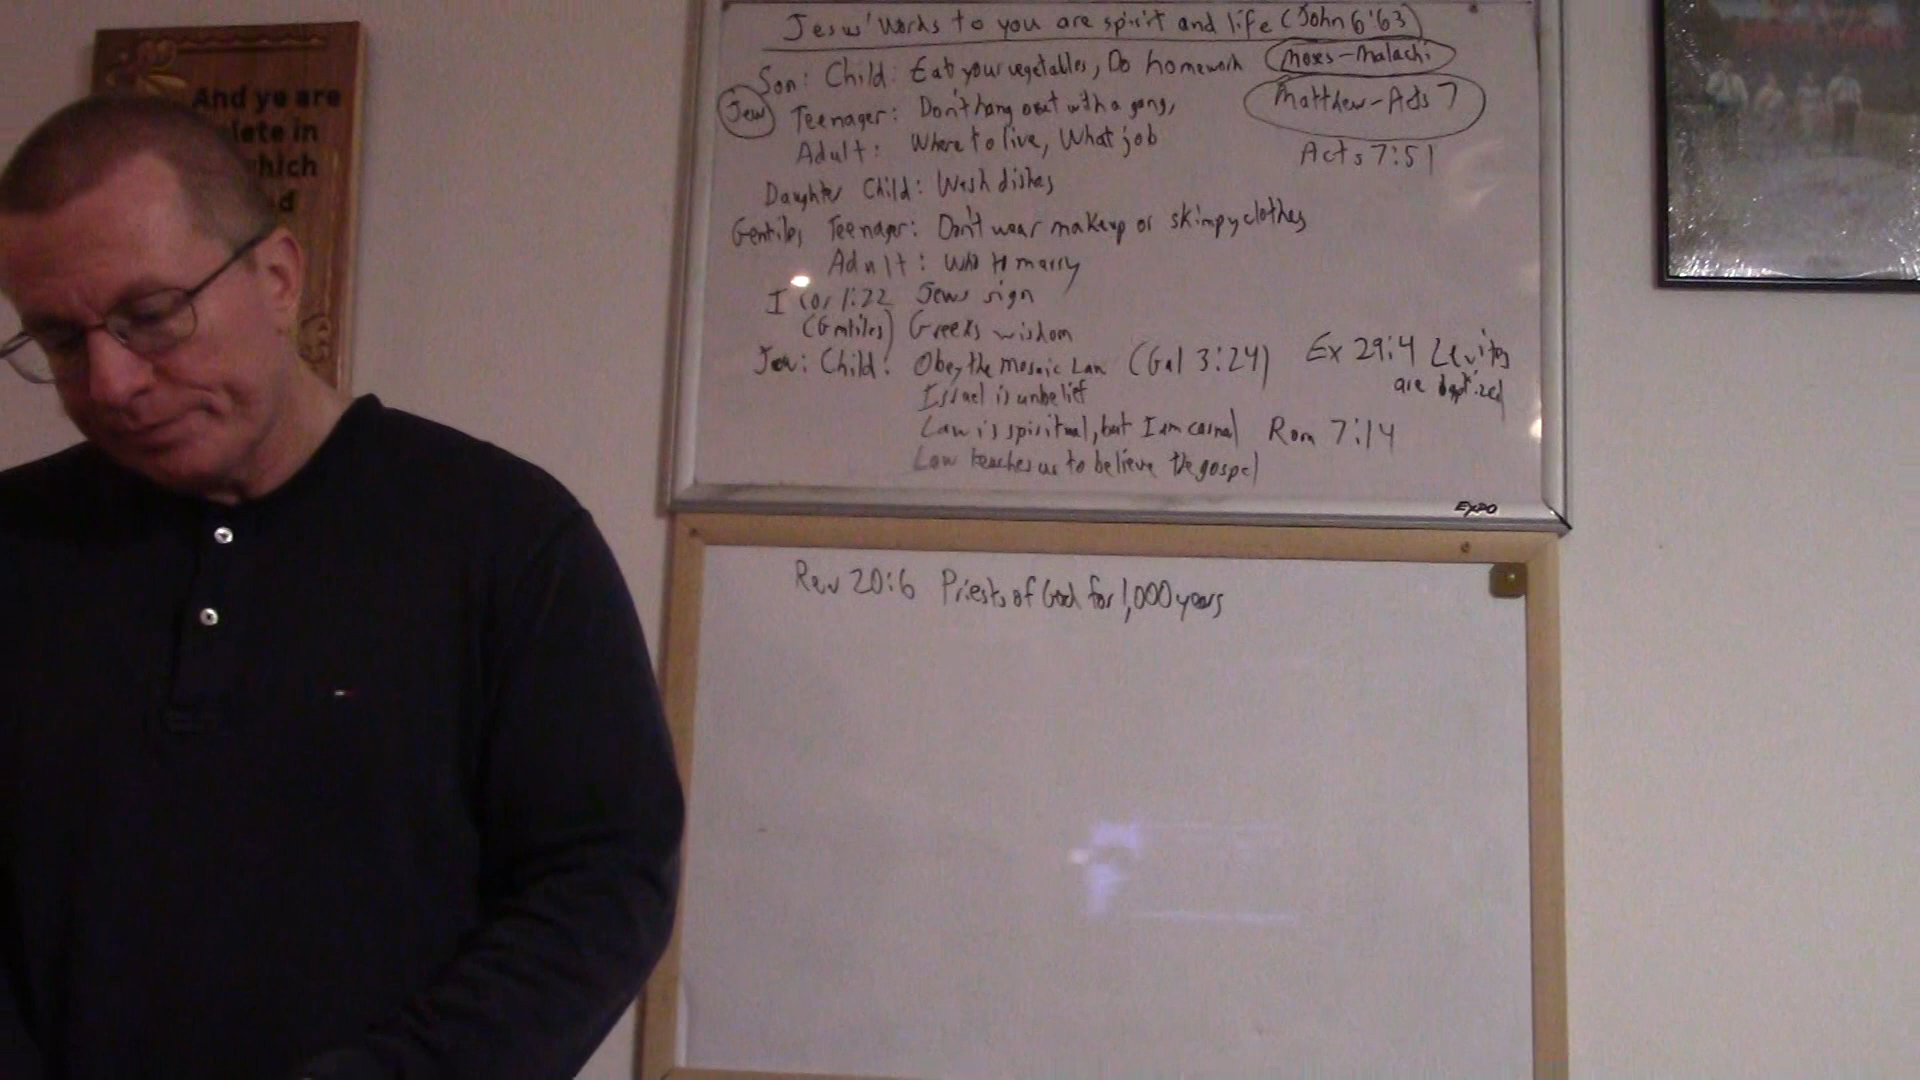 And ye are
lete in
hich
d
Jesus' Words to you are spirit and life (John 6:63)
Son: Child: Eat your vegetables, Do homework Moses-Malachi
Jew Teenager: Don't hang out with a gang, Matthew-Acts 7
Adult: Where to live, What job Acts 7:51
Daughter Child: Wash dishes
Gentiles Teenager: Don't wear makeup or skimpy clothes
Adult: Who to marry
I Cor 1:22 Jews sign
(Gentiles) Greeks wisdom
Jew: Child: Obey the Mosaic Law (Gal 3:24) Ex 29:4 Levites
are baptized
Israel is unbelief
Law is spiritual, but I am carnal Rom 7:14
Law teaches us to believe the gospel
EXPO
Rev 20:6 Priests of God for 1,000 years